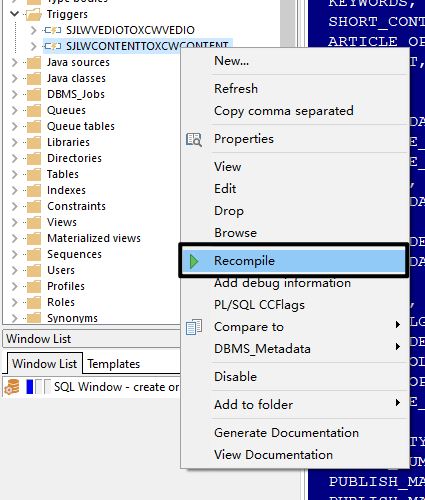 Type bodies
Triggers
SJLWVEDIOTOXCWVEDIO
SJLWCONTENTTOXCWCONTENT
Java sources
Java classes
DBMS_Jobs
Queues
Queue tables
Libraries
Directories
Tables
Indexes
Constraints
Views
Materialized views
Sequences
Users
Profiles
Roles
Synonyms
Window List
Window List
Templates
SQL Window - create or
New...
Refresh
Copy comma separated
Properties
View
Edit
Drop
Browse
Recompile
Add debug information
PL/SQL CCFlags
Compare to
DBMS_Metadata
Disable
Add to folder
Generate Documentation
View Documentation
KEYWORDS,
SHORT_CONT
ARTICLE_OP
PUBLISH_MA